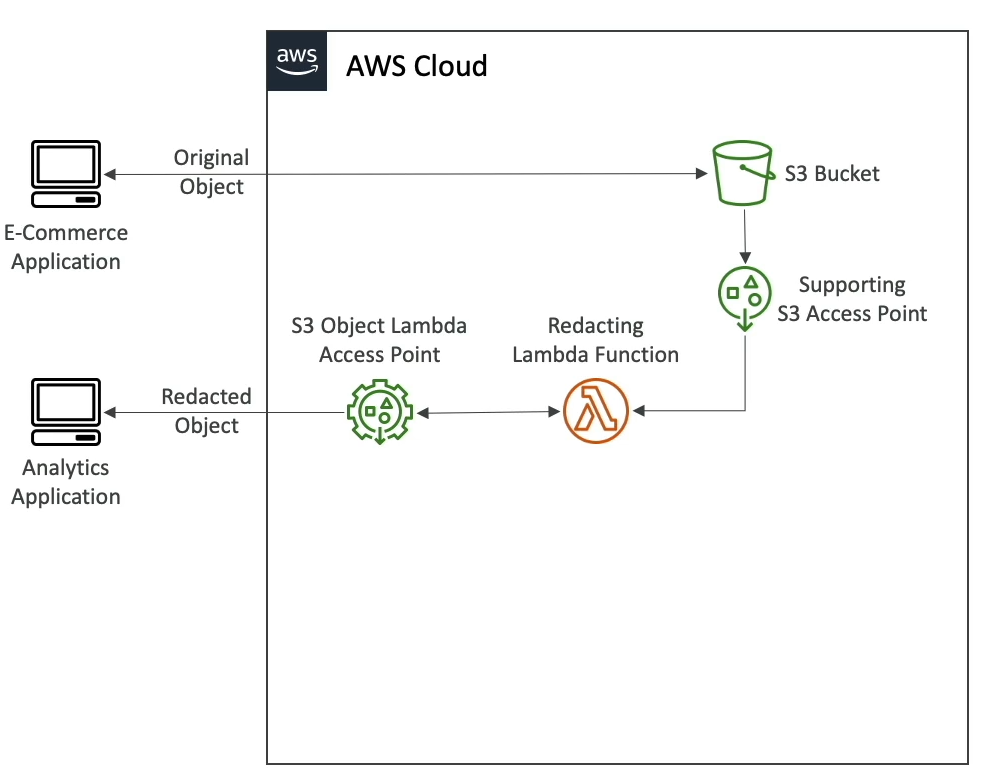 aws
AWS Cloud
Original
Object
S3 Bucket
E-Commerce
Application
Supporting
S3 Access Point
S3 Object Lambda
Access Point
Redacting
Lambda Function
Redacted
Object
Analytics
Application